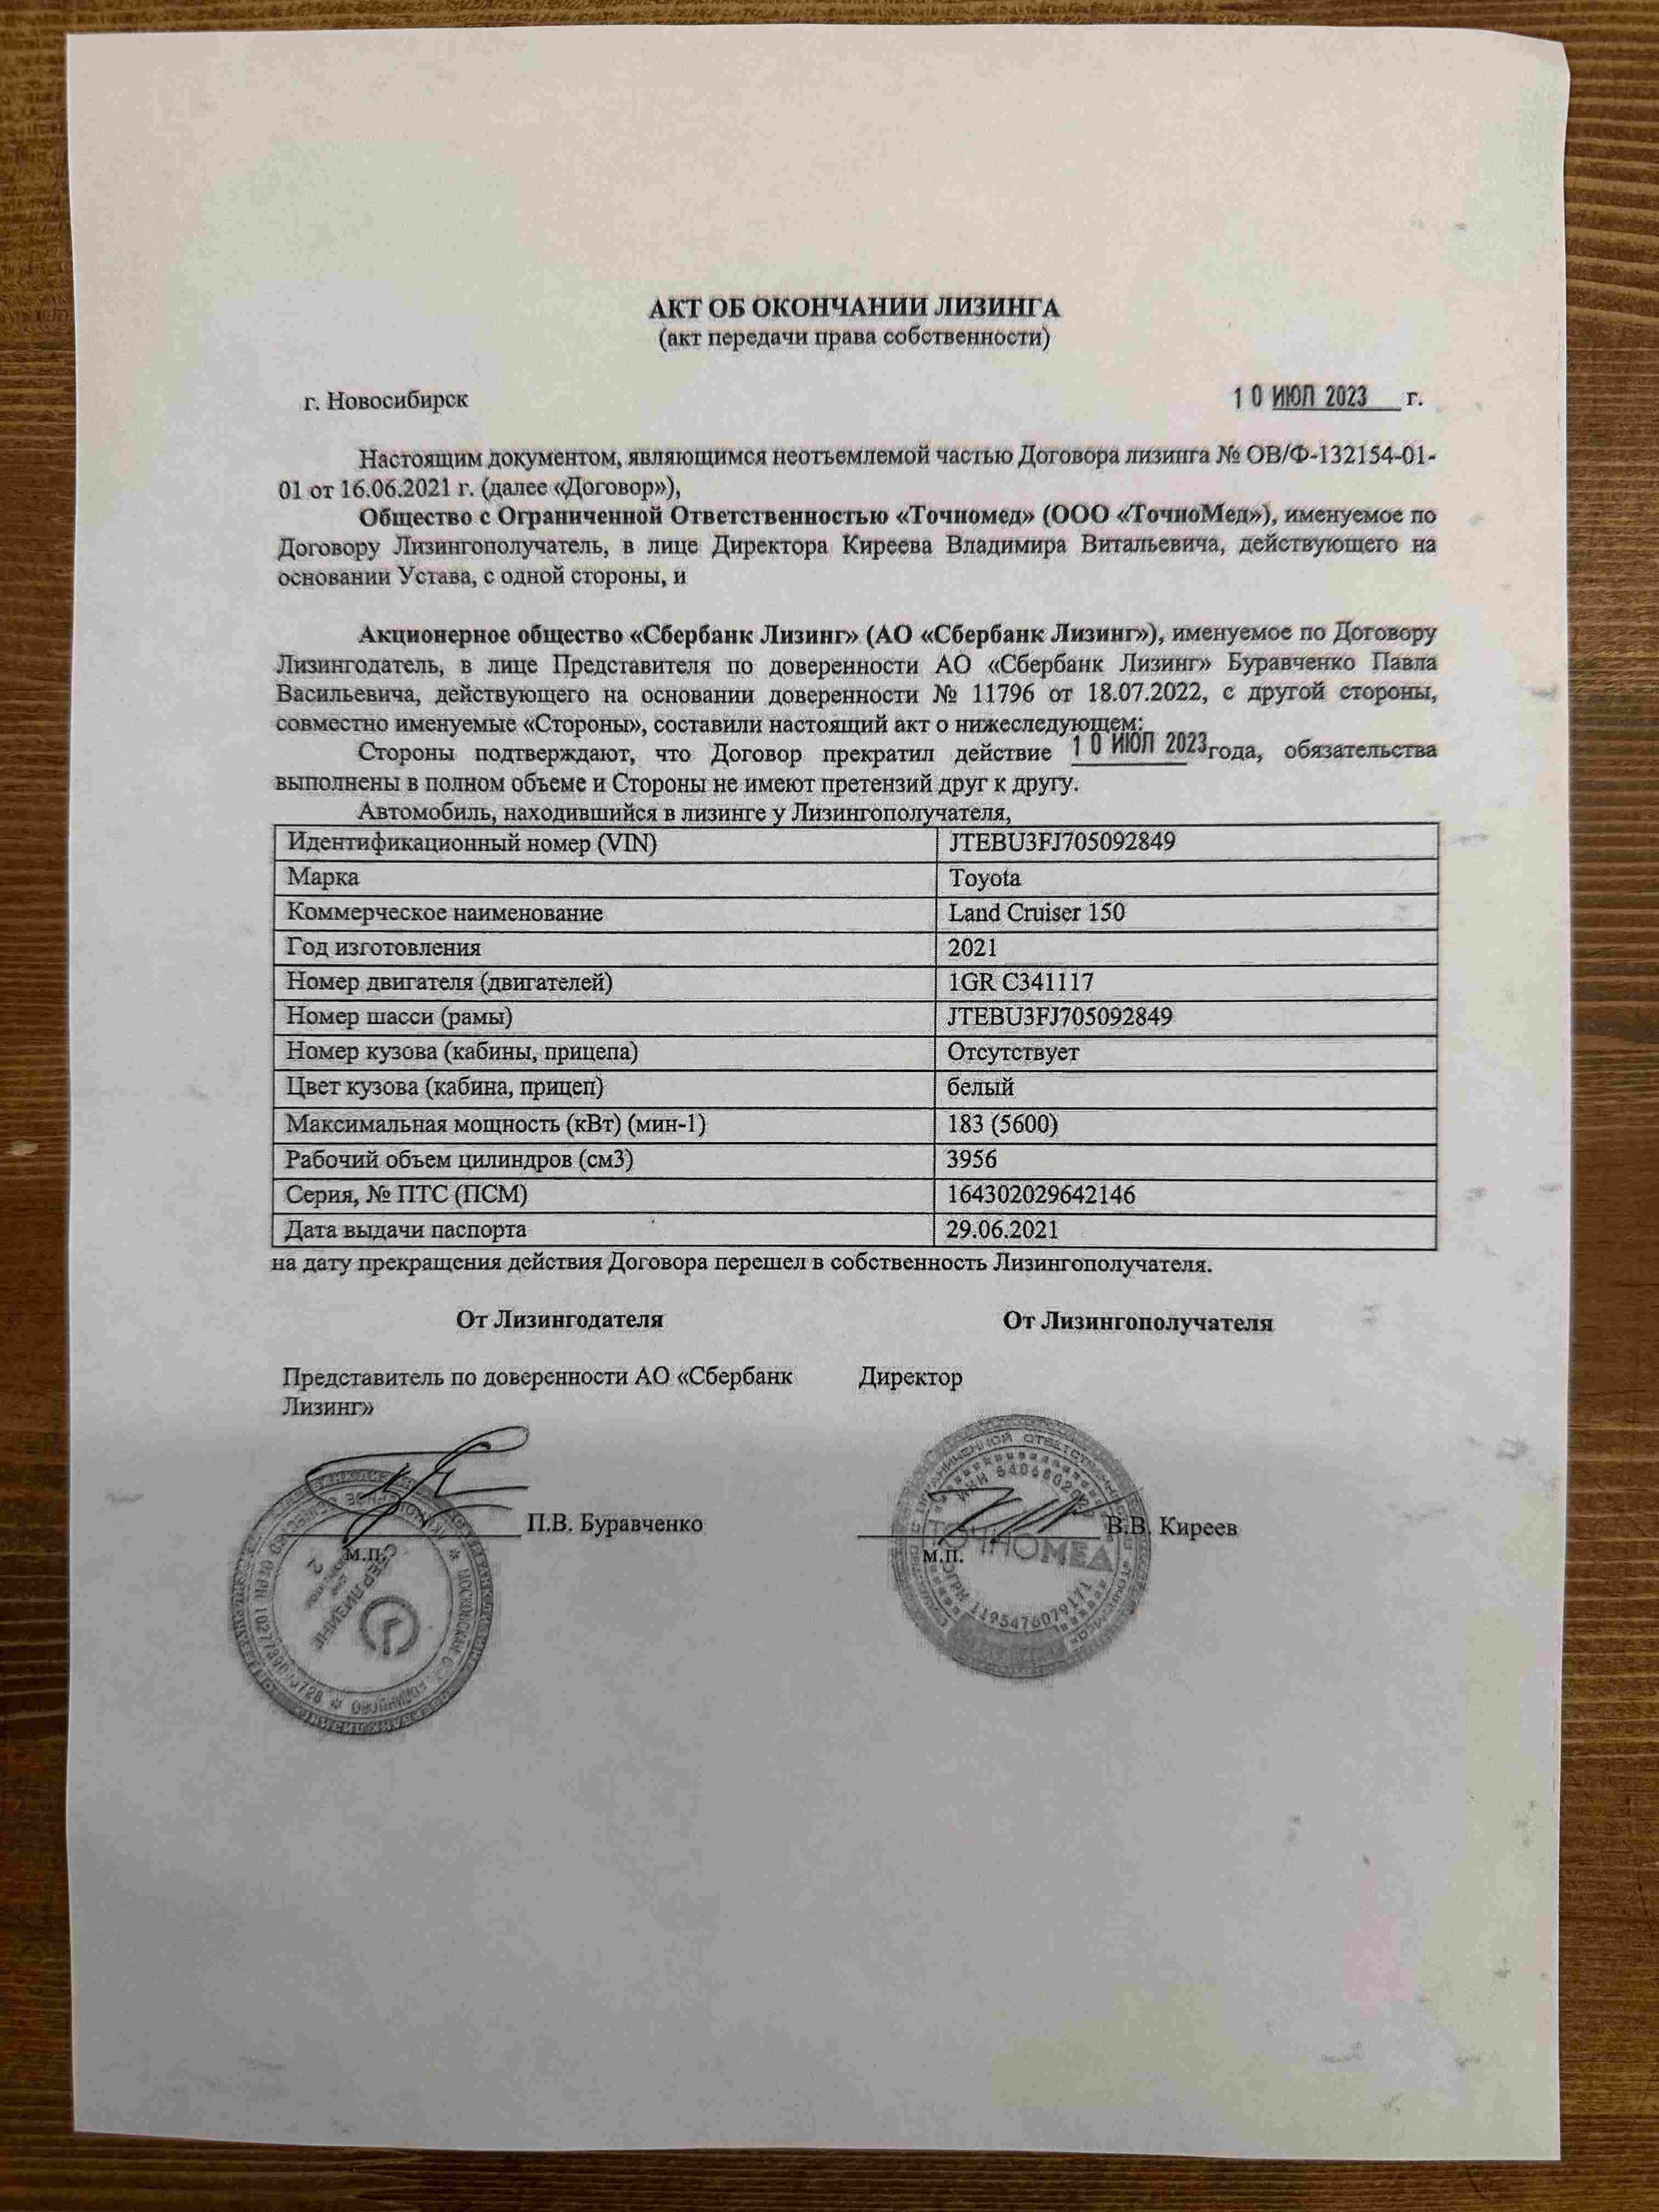 АКТ ОБ ОКОНЧАНИИ ЛИЗИНГА
(акт передачи права собственности)
г. Новосибирск 10 ИЮЛ 2023 г.
Настоящим документом, являющимся неотъемлемой частью Договора лизинга № ОВ/Ф-132154-01-
01 от 16.06.2021 г. (далее «Договор»),
Общество с Ограниченной Ответственностью «Точномед» (ООО «ТочноМед»), именуемое по
Договору Лизингополучатель, в лице Директора Киреева Владимира Витальевича, действующего на
основании Устава, с одной стороны, и
Акционерное общество «Сбербанк Лизинг» (АО «Сбербанк Лизинг»), именуемое по Договору
Лизингодатель, в лице Представителя по доверенности АО «Сбербанк Лизинг» Буравченко Павла
Васильевича, действующего на основании доверенности № 11796 от 18.07.2022, с другой стороны,
совместно именуемые «Стороны», составили настоящий акт о нижеследующем:
Стороны подтверждают, что Договор прекратил действие 10 ИЮЛ 2023 года, обязательства
выполнены в полном объеме и Стороны не имеют претензий друг к другу.
Автомобиль, находившийся в лизинге у Лизингополучателя,
Идентификационный номер (VIN) JTEBU3FJ705092849
Марка Toyota
Коммерческое наименование Land Cruiser 150
Год изготовления 2021
Номер двигателя (двигателей) 1GR C341117
Номер шасси (рамы) JTEBU3FJ705092849
Номер кузова (кабины, прицепа) Отсутствует
Цвет кузова (кабина, прицеп) белый
Максимальная мощность (кВт) (мин-1) 183 (5600)
Рабочий объем цилиндров (см3) 3956
Серия, № ПТС (ПСМ) 164302029642146
Дата выдачи паспорта 29.06.2021
на дату прекращения действия Договора перешел в собственность Лизингополучателя.
От Лизингодателя От Лизингополучателя
Представитель по доверенности АО «Сбербанк Директор
Лизинг»
П.В. Буравченко В.В. Киреев
м.п. м.п.
СБЕРЛИЗИНГ
2
ТОЧНОМЕД
ОГРН 1195476079171